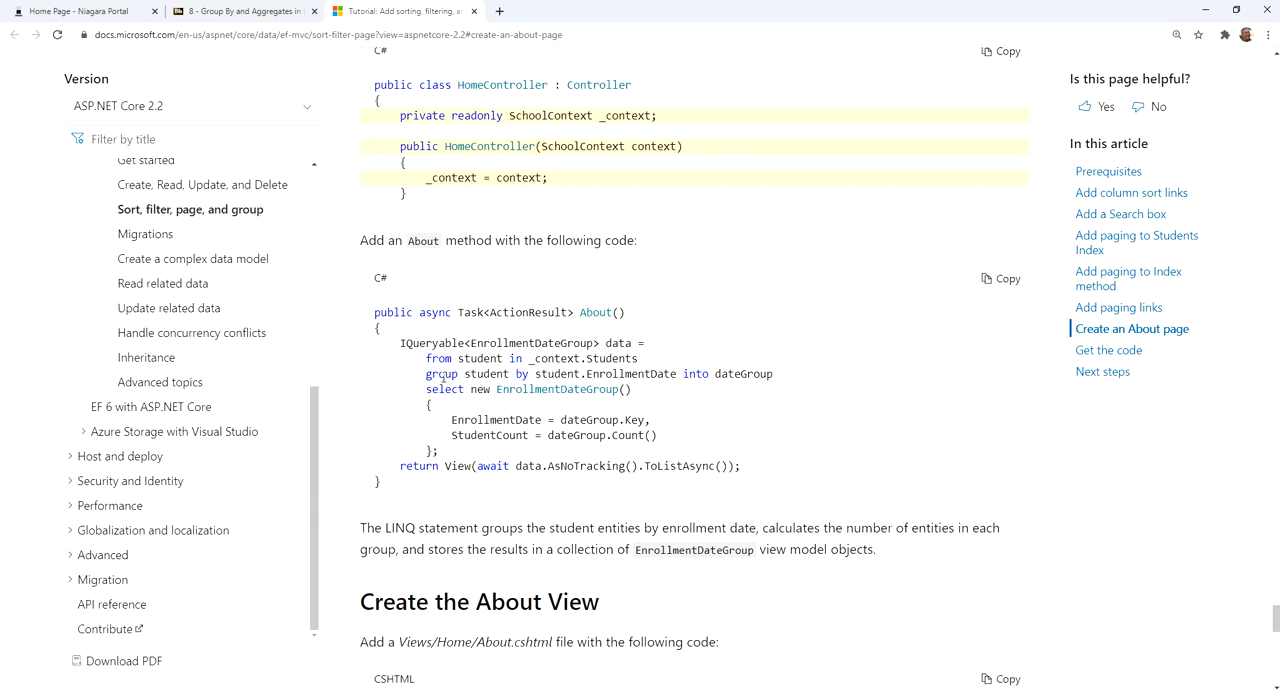 Home Page - Niagara Portal
8 - Group By and Aggregates in
Tutorial: Add sorting, filtering, a
docs.microsoft.com/en-us/aspnet/core/data/ef-mvc/sort-filter-page?view=aspnetcore-2.2#create-an-about-page
Version
ASP.NET Core 2.2
Filter by title
Get started
Create, Read, Update, and Delete
Sort, filter, page, and group
Migrations
Create a complex data model
Read related data
Update related data
Handle concurrency conflicts
Inheritance
Advanced topics
EF 6 with ASP.NET Core
Azure Storage with Visual Studio
Host and deploy
Security and Identity
Performance
Globalization and localization
Advanced
Migration
API reference
Contribute
Download PDF
C#
Copy
public class HomeController : Controller
{
private readonly SchoolContext _context;
public HomeController(SchoolContext context)
{
_context = context;
}
Add an About method with the following code:
C#
Copy
public async Task<ActionResult> About()
{
IQueryable<EnrollmentDateGroup> data =
from student in _context.Students
group student by student.EnrollmentDate into dateGroup
select new EnrollmentDateGroup()
{
EnrollmentDate = dateGroup.Key,
StudentCount = dateGroup.Count()
};
return View(await data.AsNoTracking().ToListAsync());
}
The LINQ statement groups the student entities by enrollment date, calculates the number of entities in each
group, and stores the results in a collection of EnrollmentDateGroup view model objects.
Create the About View
Add a Views/Home/About.cshtml file with the following code:
CSHTML
Copy
Is this page helpful?
Yes No
In this article
Prerequisites
Add column sort links
Add a Search box
Add paging to Students
Index
Add paging to Index
method
Add paging links
Create an About page
Get the code
Next steps